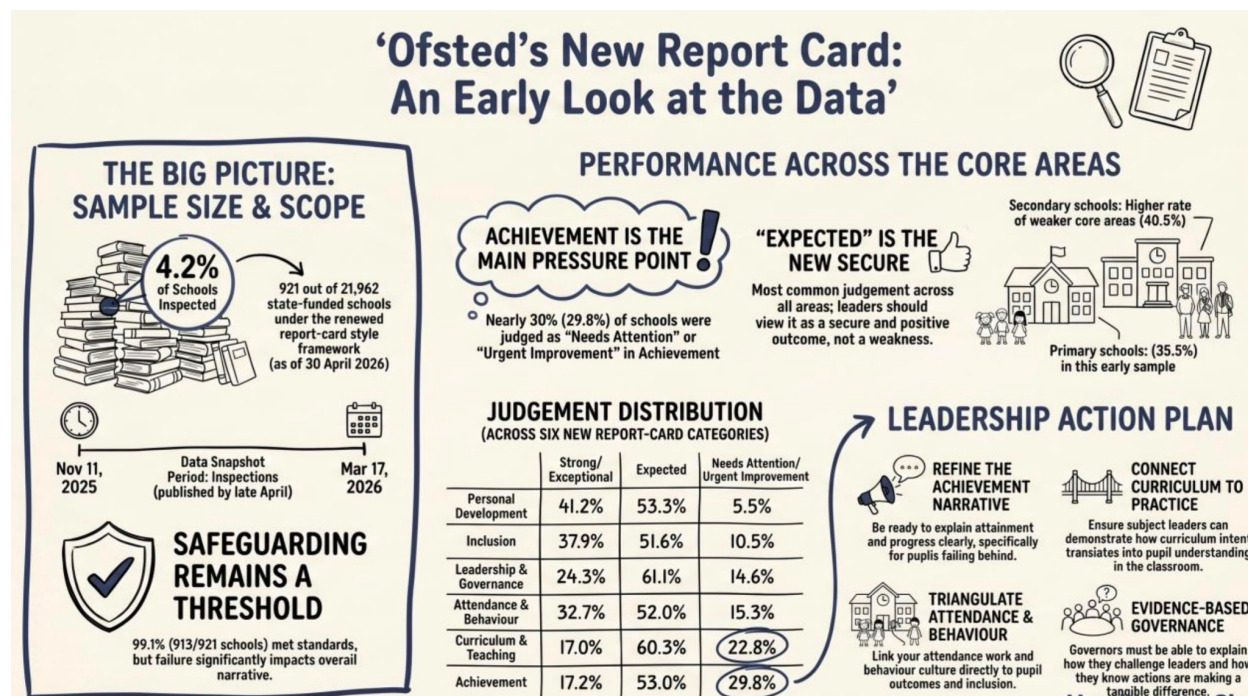 ‘Ofsted’s New Report Card:
An Early Look at the Data’
THE BIG PICTURE:
SAMPLE SIZE & SCOPE
4.2%
of Schools
Inspected
921 out of 21,962
state-funded schools
under the renewed
report-card style
framework
(as of 30 April 2026)
Nov 11,
2025
Data Snapshot
Period: Inspections
(published by late April)
Mar 17,
2026
SAFEGUARDING
REMAINS A
THRESHOLD
99.1% (913/921 schools) met standards,
but failure significantly impacts overall
narrative.
PERFORMANCE ACROSS THE CORE AREAS
ACHIEVEMENT IS THE
MAIN PRESSURE POINT
Nearly 30% (29.8%) of schools were
judged as “Needs Attention” or
“Urgent Improvement” in Achievement
“EXPECTED” IS THE
NEW SECURE
Most common judgement across
all areas; leaders should
view it as a secure and positive
outcome, not a weakness.
Secondary schools: Higher rate
of weaker core areas (40.5%)
Primary schools: (35.5%)
in this early sample
JUDGEMENT DISTRIBUTION
(ACROSS SIX NEW REPORT-CARD CATEGORIES)
Strong/
Exceptional
Expected
Needs Attention/
Urgent Improvement
Personal
Development
41.2% 53.3% 5.5%
Inclusion 37.9% 51.6% 10.5%
Leadership &
Governance
24.3% 61.1% 14.6%
Attendance &
Behaviour
32.7% 52.0% 15.3%
Curriculum &
Teaching
17.0% 60.3% 22.8%
Achievement 17.2% 53.0% 29.8%
LEADERSHIP ACTION PLAN
REFINE THE
ACHIEVEMENT
NARRATIVE
Be ready to explain attainment
and progress clearly, specifically
for puplis failing behind.
CONNECT
CURRICULUM TO
PRACTICE
Ensure subject leaders can
demonstrate how curriculum intent
translates into pupil understanding
in the classroom.
TRIANGULATE
ATTENDANCE &
BEHAVIOUR
Link your attendance work and
behaviour culture directly to pupil
outcomes and inclusion.
?
EVIDENCE-BASED
GOVERNANCE
Governors must be able to explain
how they challenge leaders and how
they know actions are making a
tangible difference.